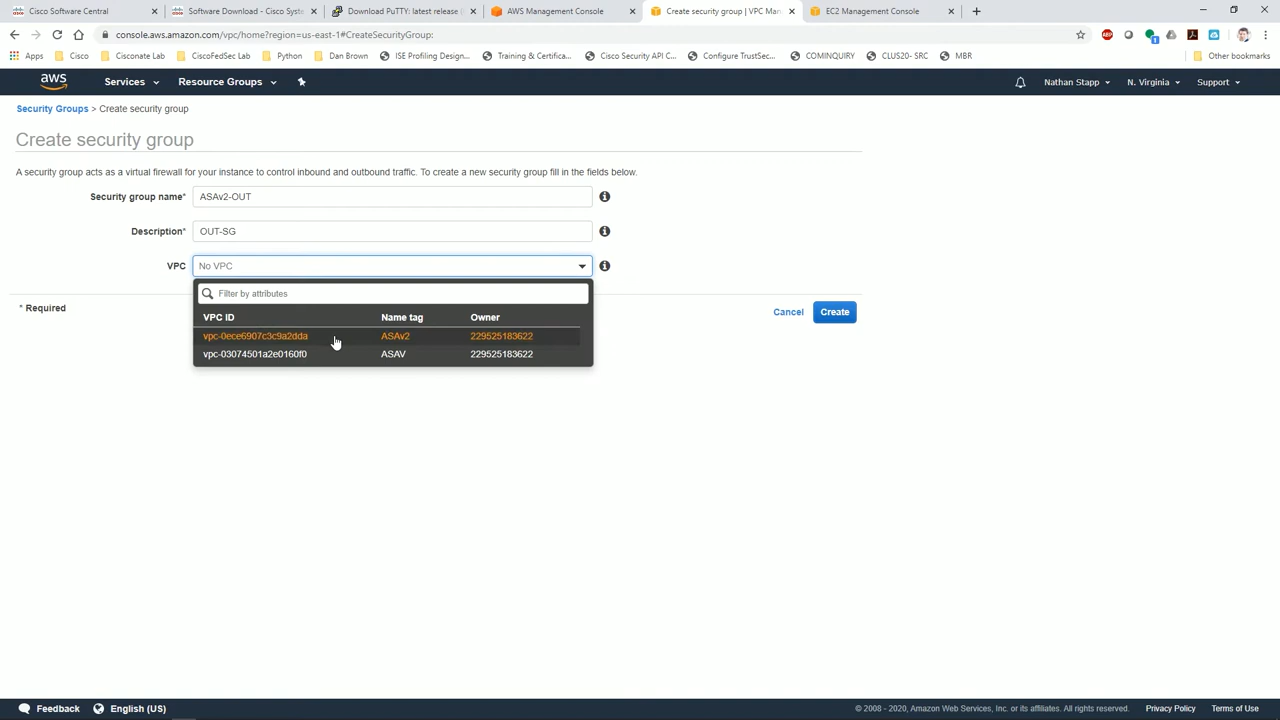 Cisco Software Central
Software Download - Cisco Syste
Download PuTTY: latest release (
AWS Management Console
Create security group | VPC Man
EC2 Management Console
console.aws.amazon.com/vpc/home?region=us-east-1#CreateSecurityGroup:
Apps
Cisco
Cisconate Lab
CiscoFedSec Lab
Python
Dan Brown
ISE Profiling Design...
Training & Certifica...
Cisco Security API C...
Configure TrustSec...
COMINQUIRY
CLUS20- SRC
MBR
Other bookmarks
aws
Services
Resource Groups
Nathan Stapp
N. Virginia
Support
Security Groups > Create security group
Create security group
A security group acts as a virtual firewall for your instance to control inbound and outbound traffic. To create a new security group fill in the fields below.
Security group name* ASAv2-OUT
Description* OUT-SG
VPC No VPC
Filter by attributes
VPC ID Name tag Owner
vpc-0ece6907c3c9a2dda ASAv2 229525183622
vpc-03074501a2e0160f0 ASAV 229525183622
* Required
Cancel
Create
Feedback
English (US)
© 2008 - 2020, Amazon Web Services, Inc. or its affiliates. All rights reserved.
Privacy Policy
Terms of Use